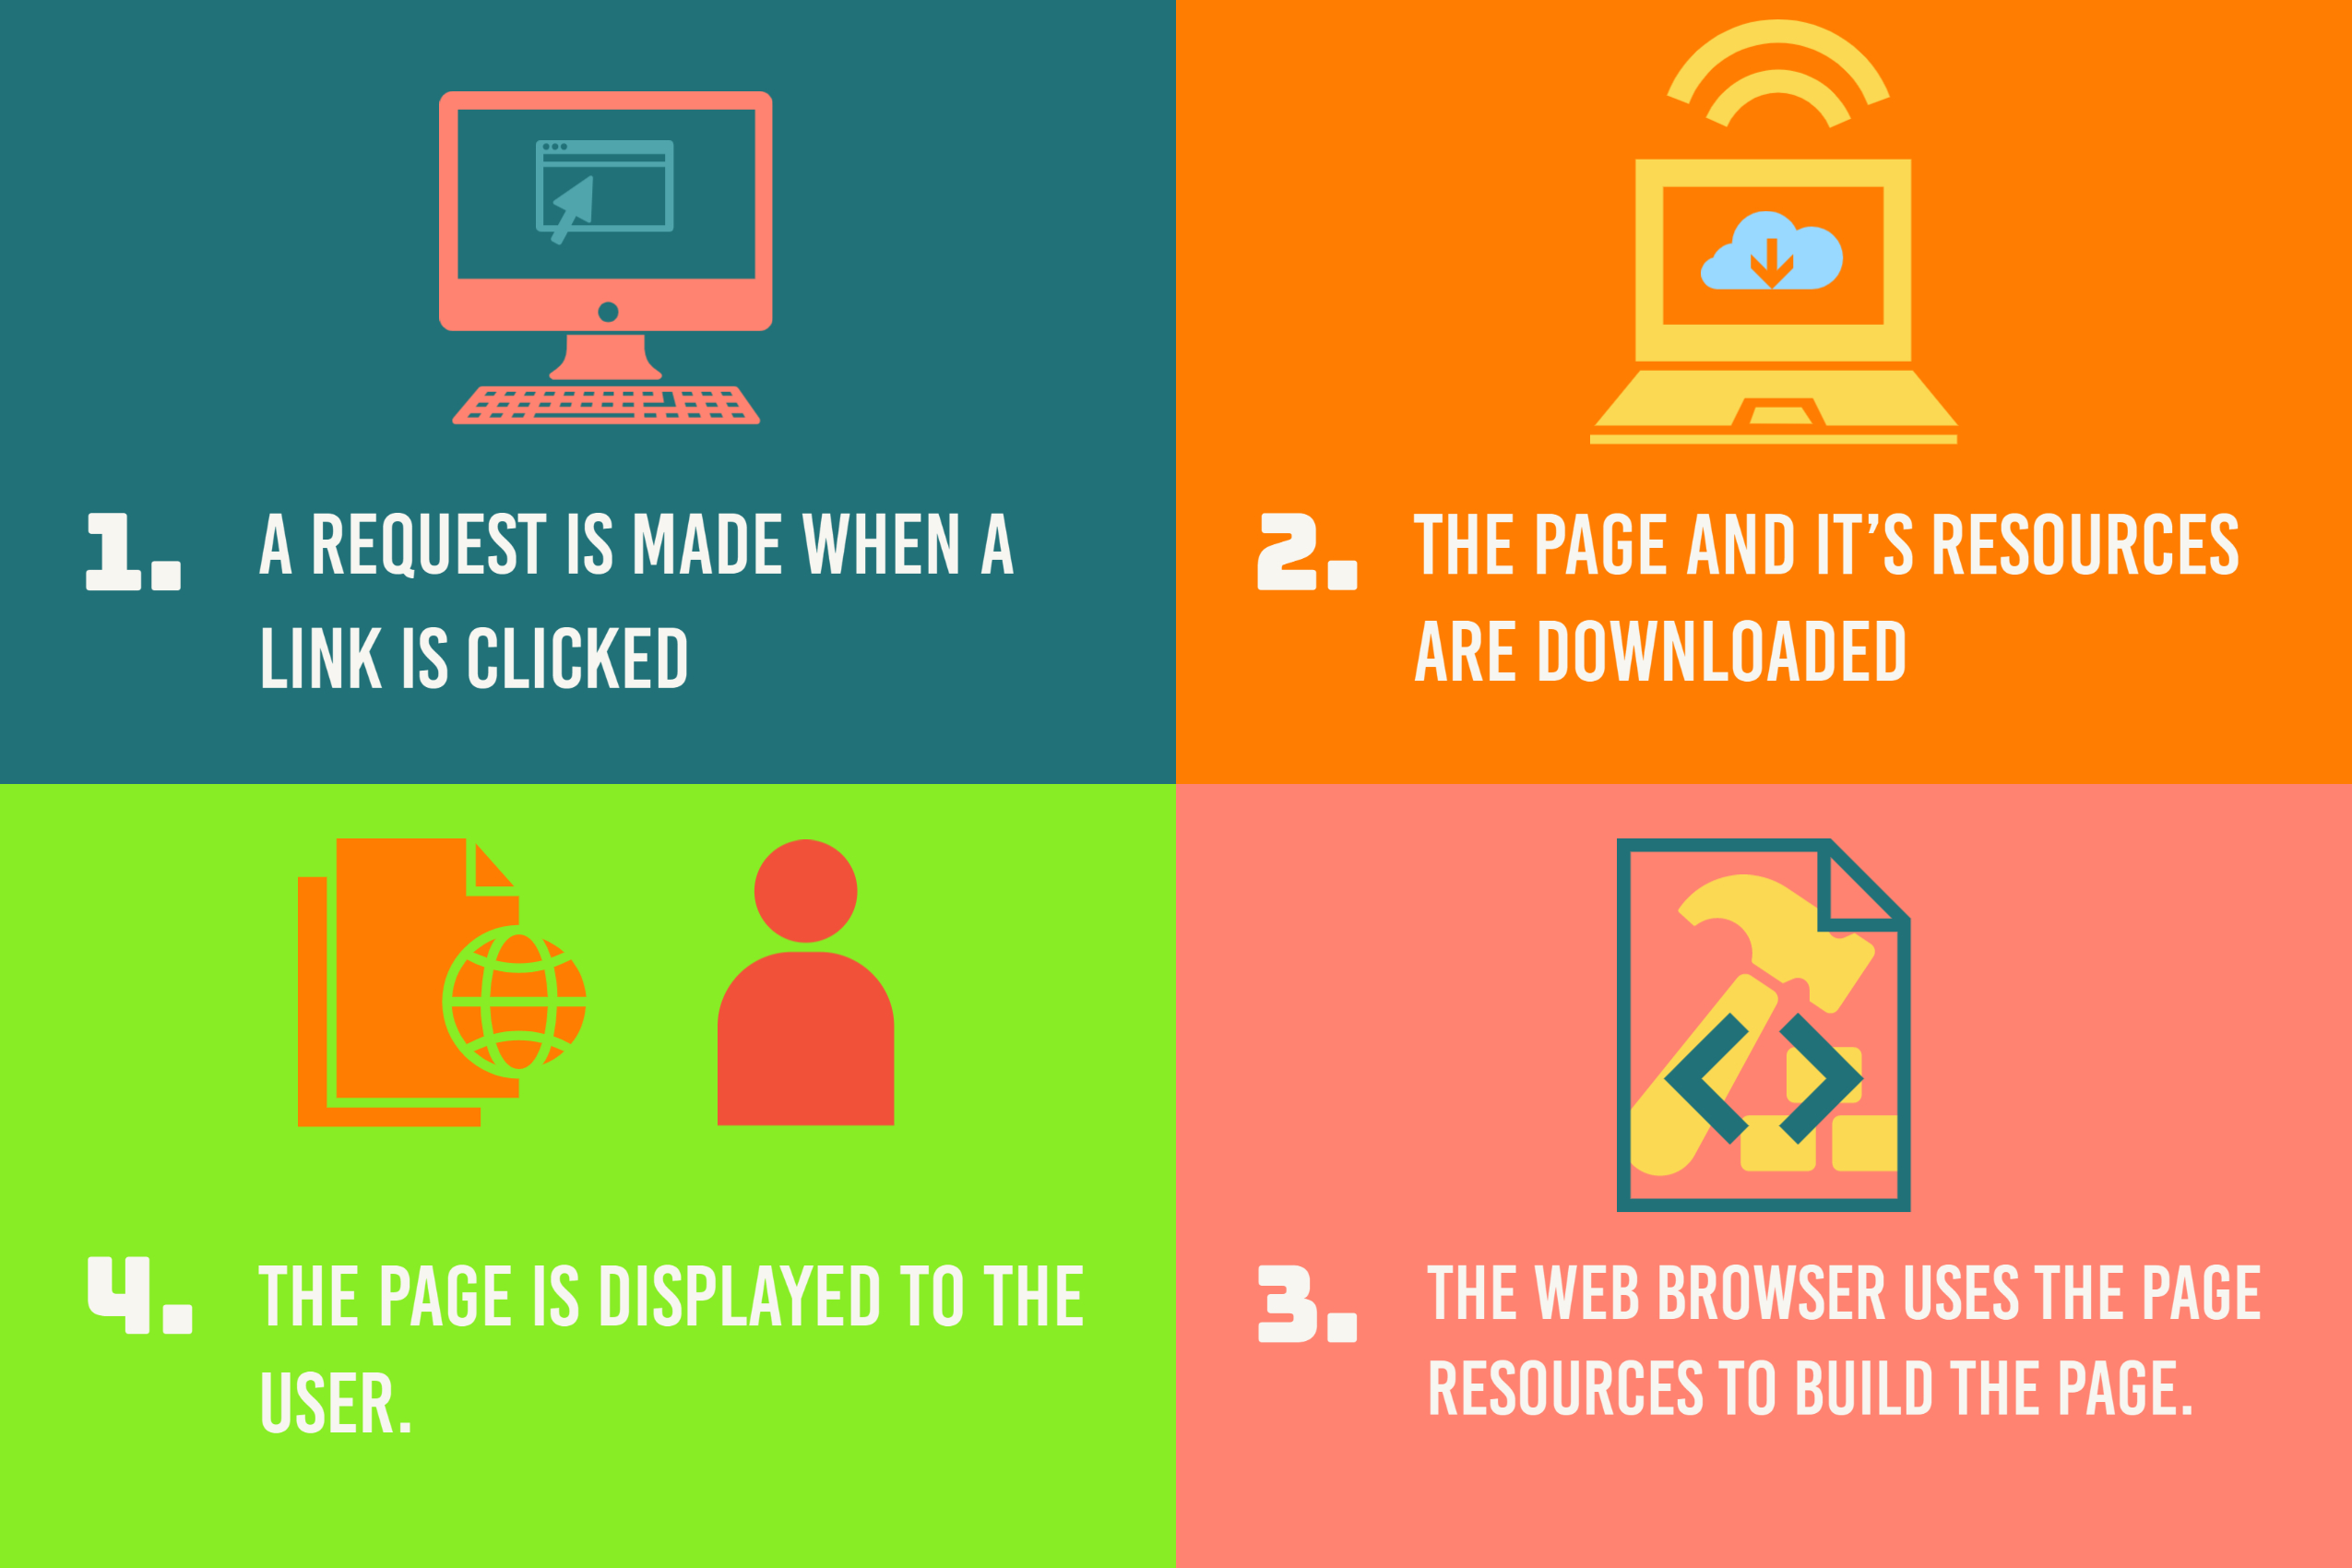 1. A REQUEST IS MADE WHEN A
LINK IS CLICKED
2. THE PAGE AND IT'S RESOURCES
ARE DOWNLOADED
3. THE WEB BROWSER USES THE PAGE
RESOURCES TO BUILD THE PAGE.
4. THE PAGE IS DISPLAYED TO THE
USER.